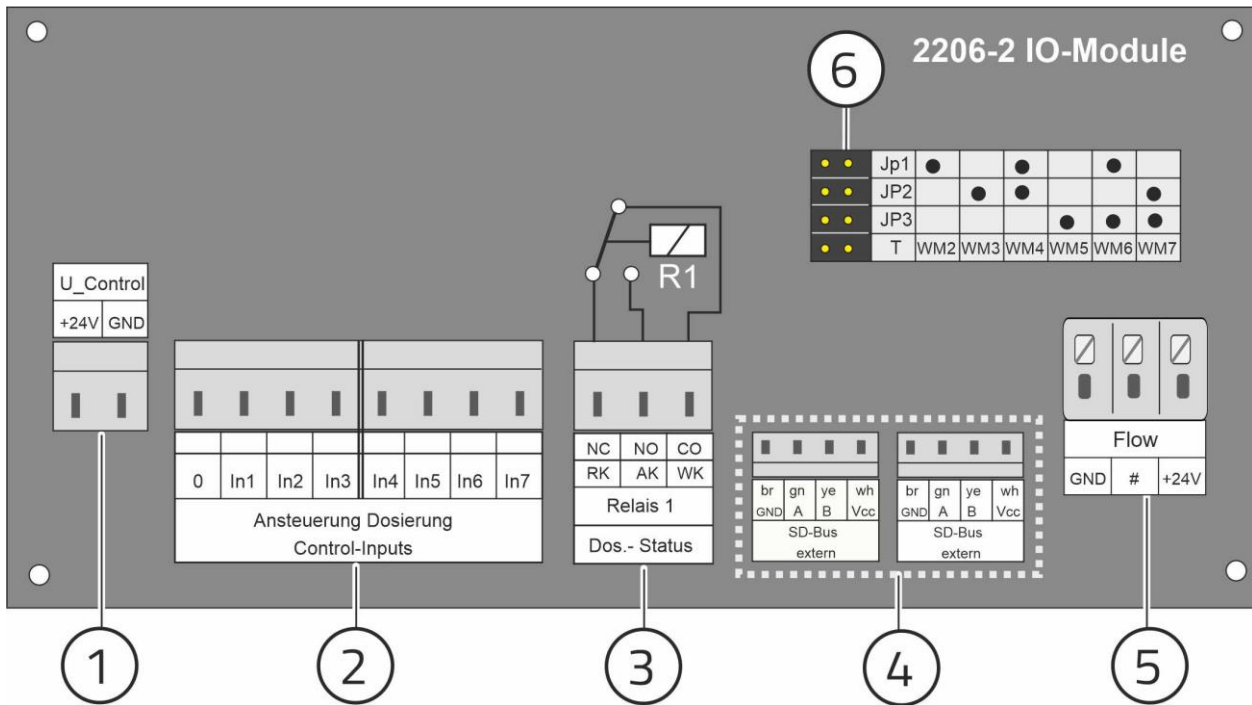 2206-2 IO-Module
6
Jp1
JP2
JP3
T WM2 WM3 WM4 WM5 WM6 WM7
R1
U_Control
+24V GND
0 In1 In2 In3 In4 In5 In6 In7
Ansteuerung Dosierung
Control-Inputs
NC NO CO
RK AK WK
Relais 1
Dos.- Status
br gn ye wh
GND A B Vcc
SD-Bus
extern
br gn ye wh
GND A B Vcc
SD-Bus
extern
Flow
GND # +24V
1 2 3 4 5